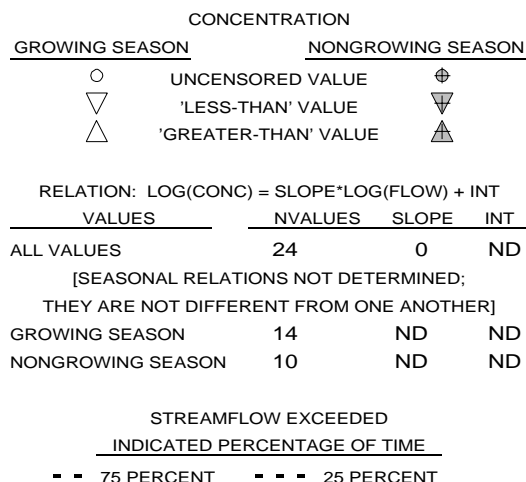 CONCENTRATION
GROWING SEASON NONGROWING SEASON
UNCENSORED VALUE
'LESS-THAN' VALUE
'GREATER-THAN' VALUE
RELATION: LOG(CONC) = SLOPE*LOG(FLOW) + INT
VALUES NVALUES SLOPE INT
ALL VALUES 24 0 ND
[SEASONAL RELATIONS NOT DETERMINED;
THEY ARE NOT DIFFERENT FROM ONE ANOTHER]
GROWING SEASON 14 ND ND
NONGROWING SEASON 10 ND ND
STREAMFLOW EXCEEDED
INDICATED PERCENTAGE OF TIME
75 PERCENT 25 PERCENT